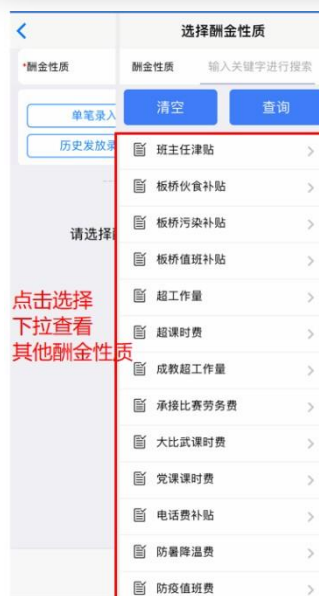 选择酬金性质
*酬金性质
酬金性质 输入关键字进行搜索
清空 查询
单笔录入
历史发放录
请选择
班主任津贴
板桥伙食补贴
板桥污染补贴
板桥值班补贴
超工作量
超课时费
成教超工作量
承接比赛劳务费
大比武课时费
党课课时费
电话费补贴
防暑降温费
防疫值班费
点击选择
下拉查看
其他酬金性质